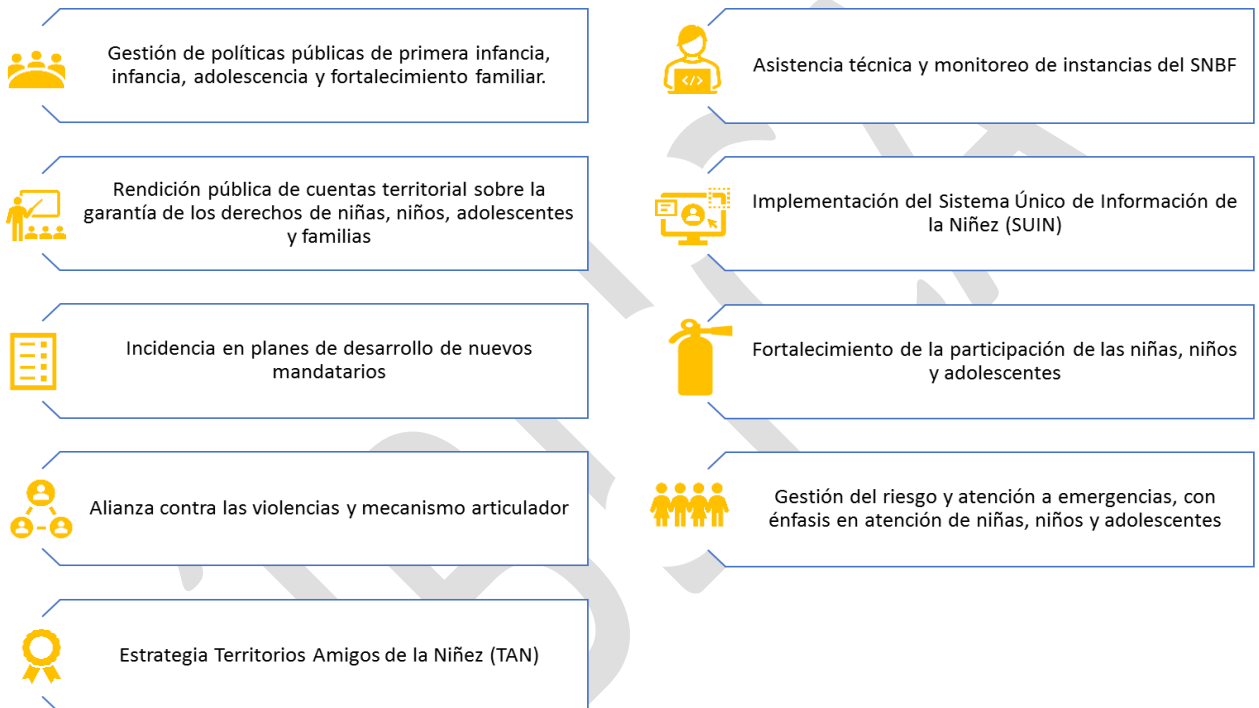 Gestión de políticas públicas de primera infancia,
infancia, adolescencia y fortalecimiento familiar.
Asistencia técnica y monitoreo de instancias del SNBF
Rendición pública de cuentas territorial sobre la
garantía de los derechos de niñas, niños, adolescentes
y familias
Implementación del Sistema Único de Información de
la Niñez (SUIN)
Incidencia en planes de desarrollo de nuevos
mandatarios
Fortalecimiento de la participación de las niñas, niños
y adolescentes
Alianza contra las violencias y mecanismo articulador
Gestión del riesgo y atención a emergencias, con
énfasis en atención de niñas, niños y adolescentes
Estrategia Territorios Amigos de la Niñez (TAN)